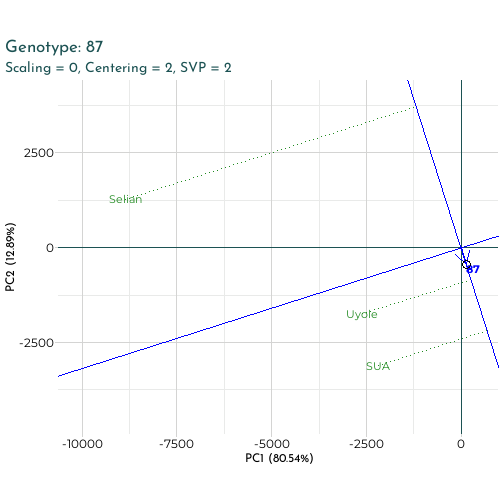 Genotype: 87
Scaling = 0, Centering = 2, SVP = 2
2500
Selian
PC2 (12.89%)
0
87
Uyole
-2500
SUA
-10000 -7500 -5000 -2500 0
PC1 (80.54%)